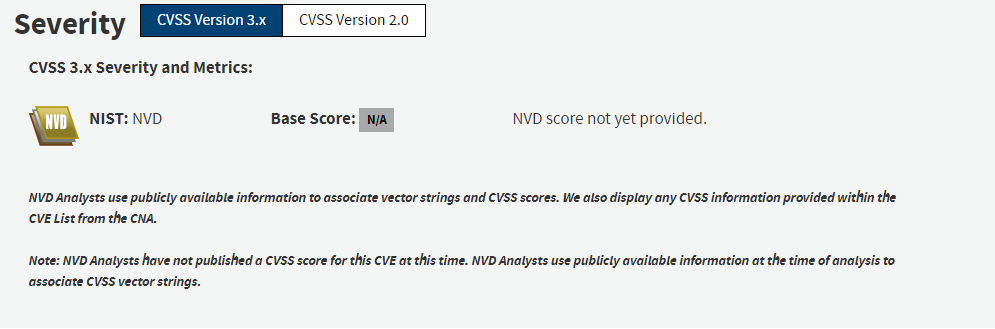 Severity CVSS Version 3.x CVSS Version 2.0
CVSS 3.x Severity and Metrics:
NVD NIST: NVD Base Score: N/A NVD score not yet provided.
NVD Analysts use publicly available information to associate vector strings and CVSS scores. We also display any CVSS information provided within the
CVE List from the CNA.
Note: NVD Analysts have not published a CVSS score for this CVE at this time. NVD Analysts use publicly available information at the time of analysis to
associate CVSS vector strings.